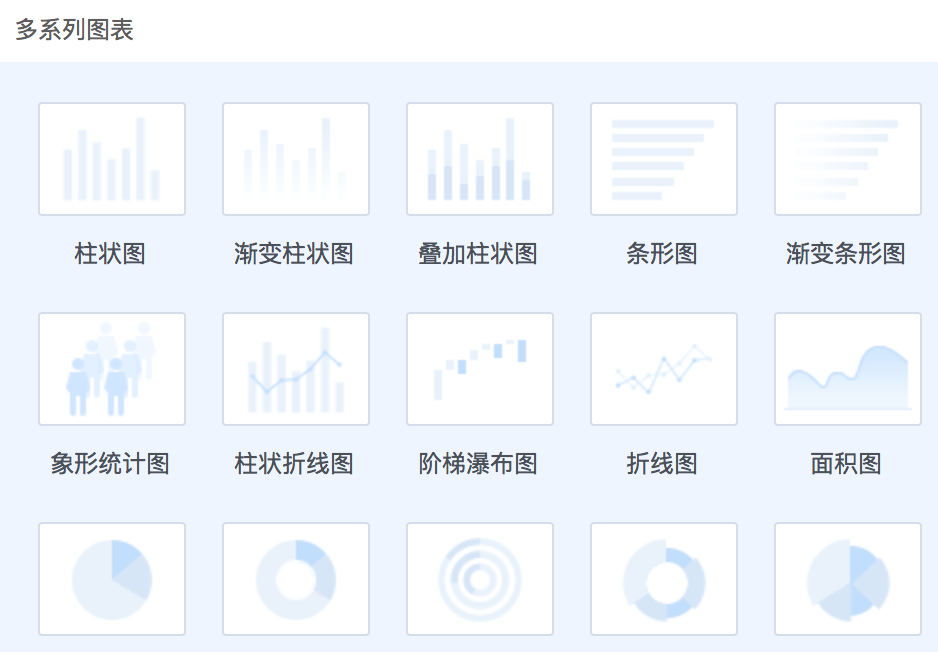 多系列图表
柱状图
渐变柱状图
叠加柱状图
条形图
渐变条形图
象形统计图
柱状折线图
阶梯瀑布图
折线图
面积图